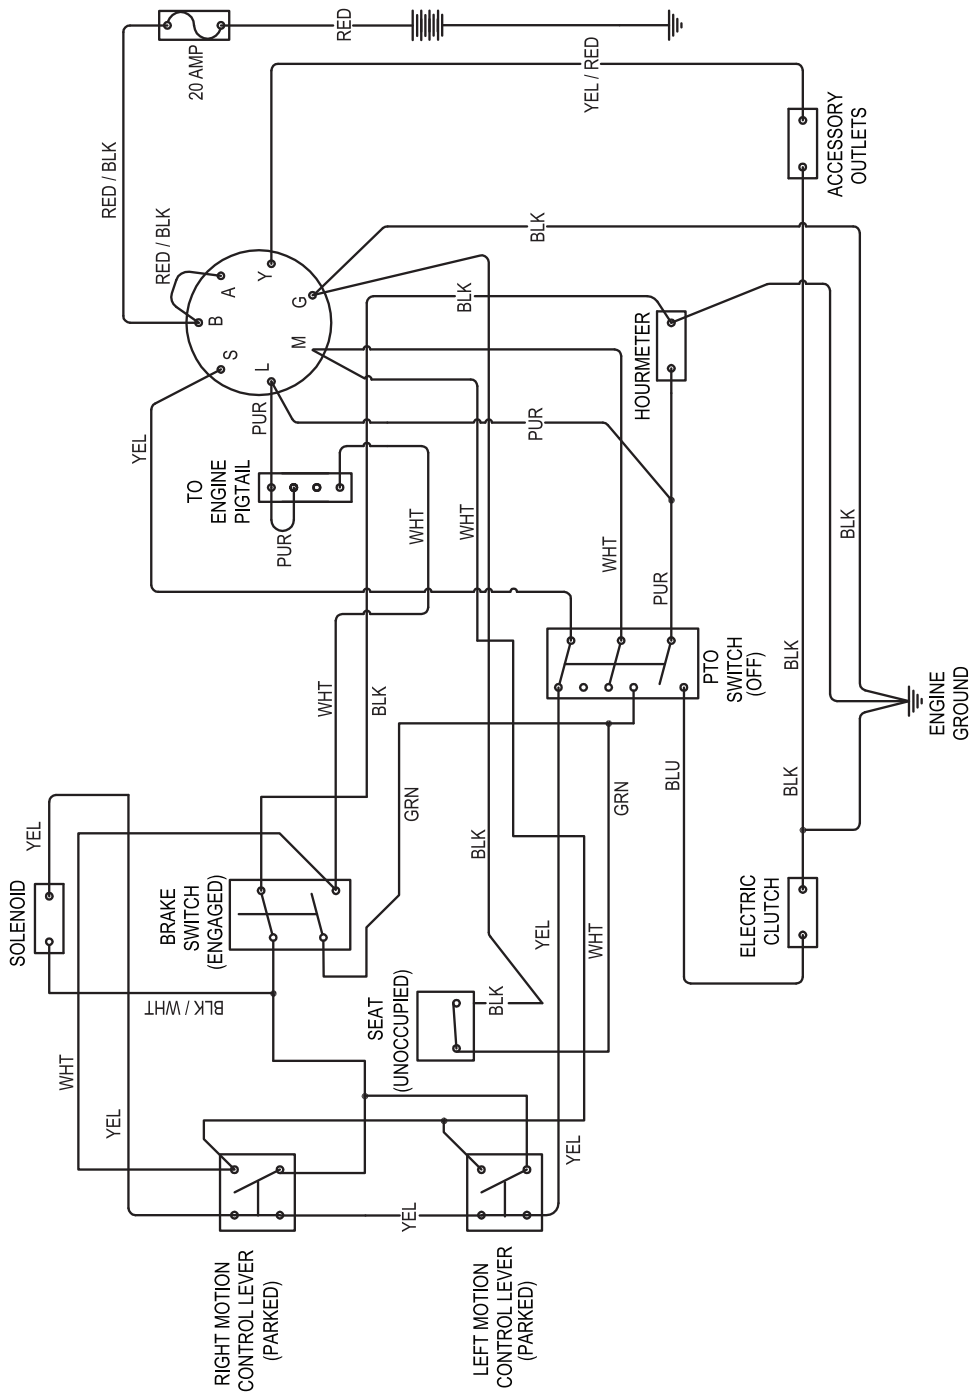 RED
20 AMP
YEL / RED
RED / BLK
RED / BLK
ACCESSORY
OUTLETS
BLK
A
Y
B
G
BLK
S
M
L
HOURMETER
PUR
YEL
PUR
TO
ENGINE
PIGTAIL
PUR
WHT
WHT
WHT
BLK
PUR
PTO
SWITCH
(OFF)
BLK
WHT
BLK
ENGINE
GROUND
BLU
BLK
GRN
GRN
YEL
BLK
SOLENOID
BRAKE
SWITCH
(ENGAGED)
ELECTRIC
CLUTCH
YEL
WHT
BLK / WHT
SEAT
(UNOCCUPIED)
BLK
WHT
YEL
YEL
YEL
RIGHT MOTION
CONTROL LEVER
(PARKED)
LEFT MOTION
CONTROL LEVER
(PARKED)